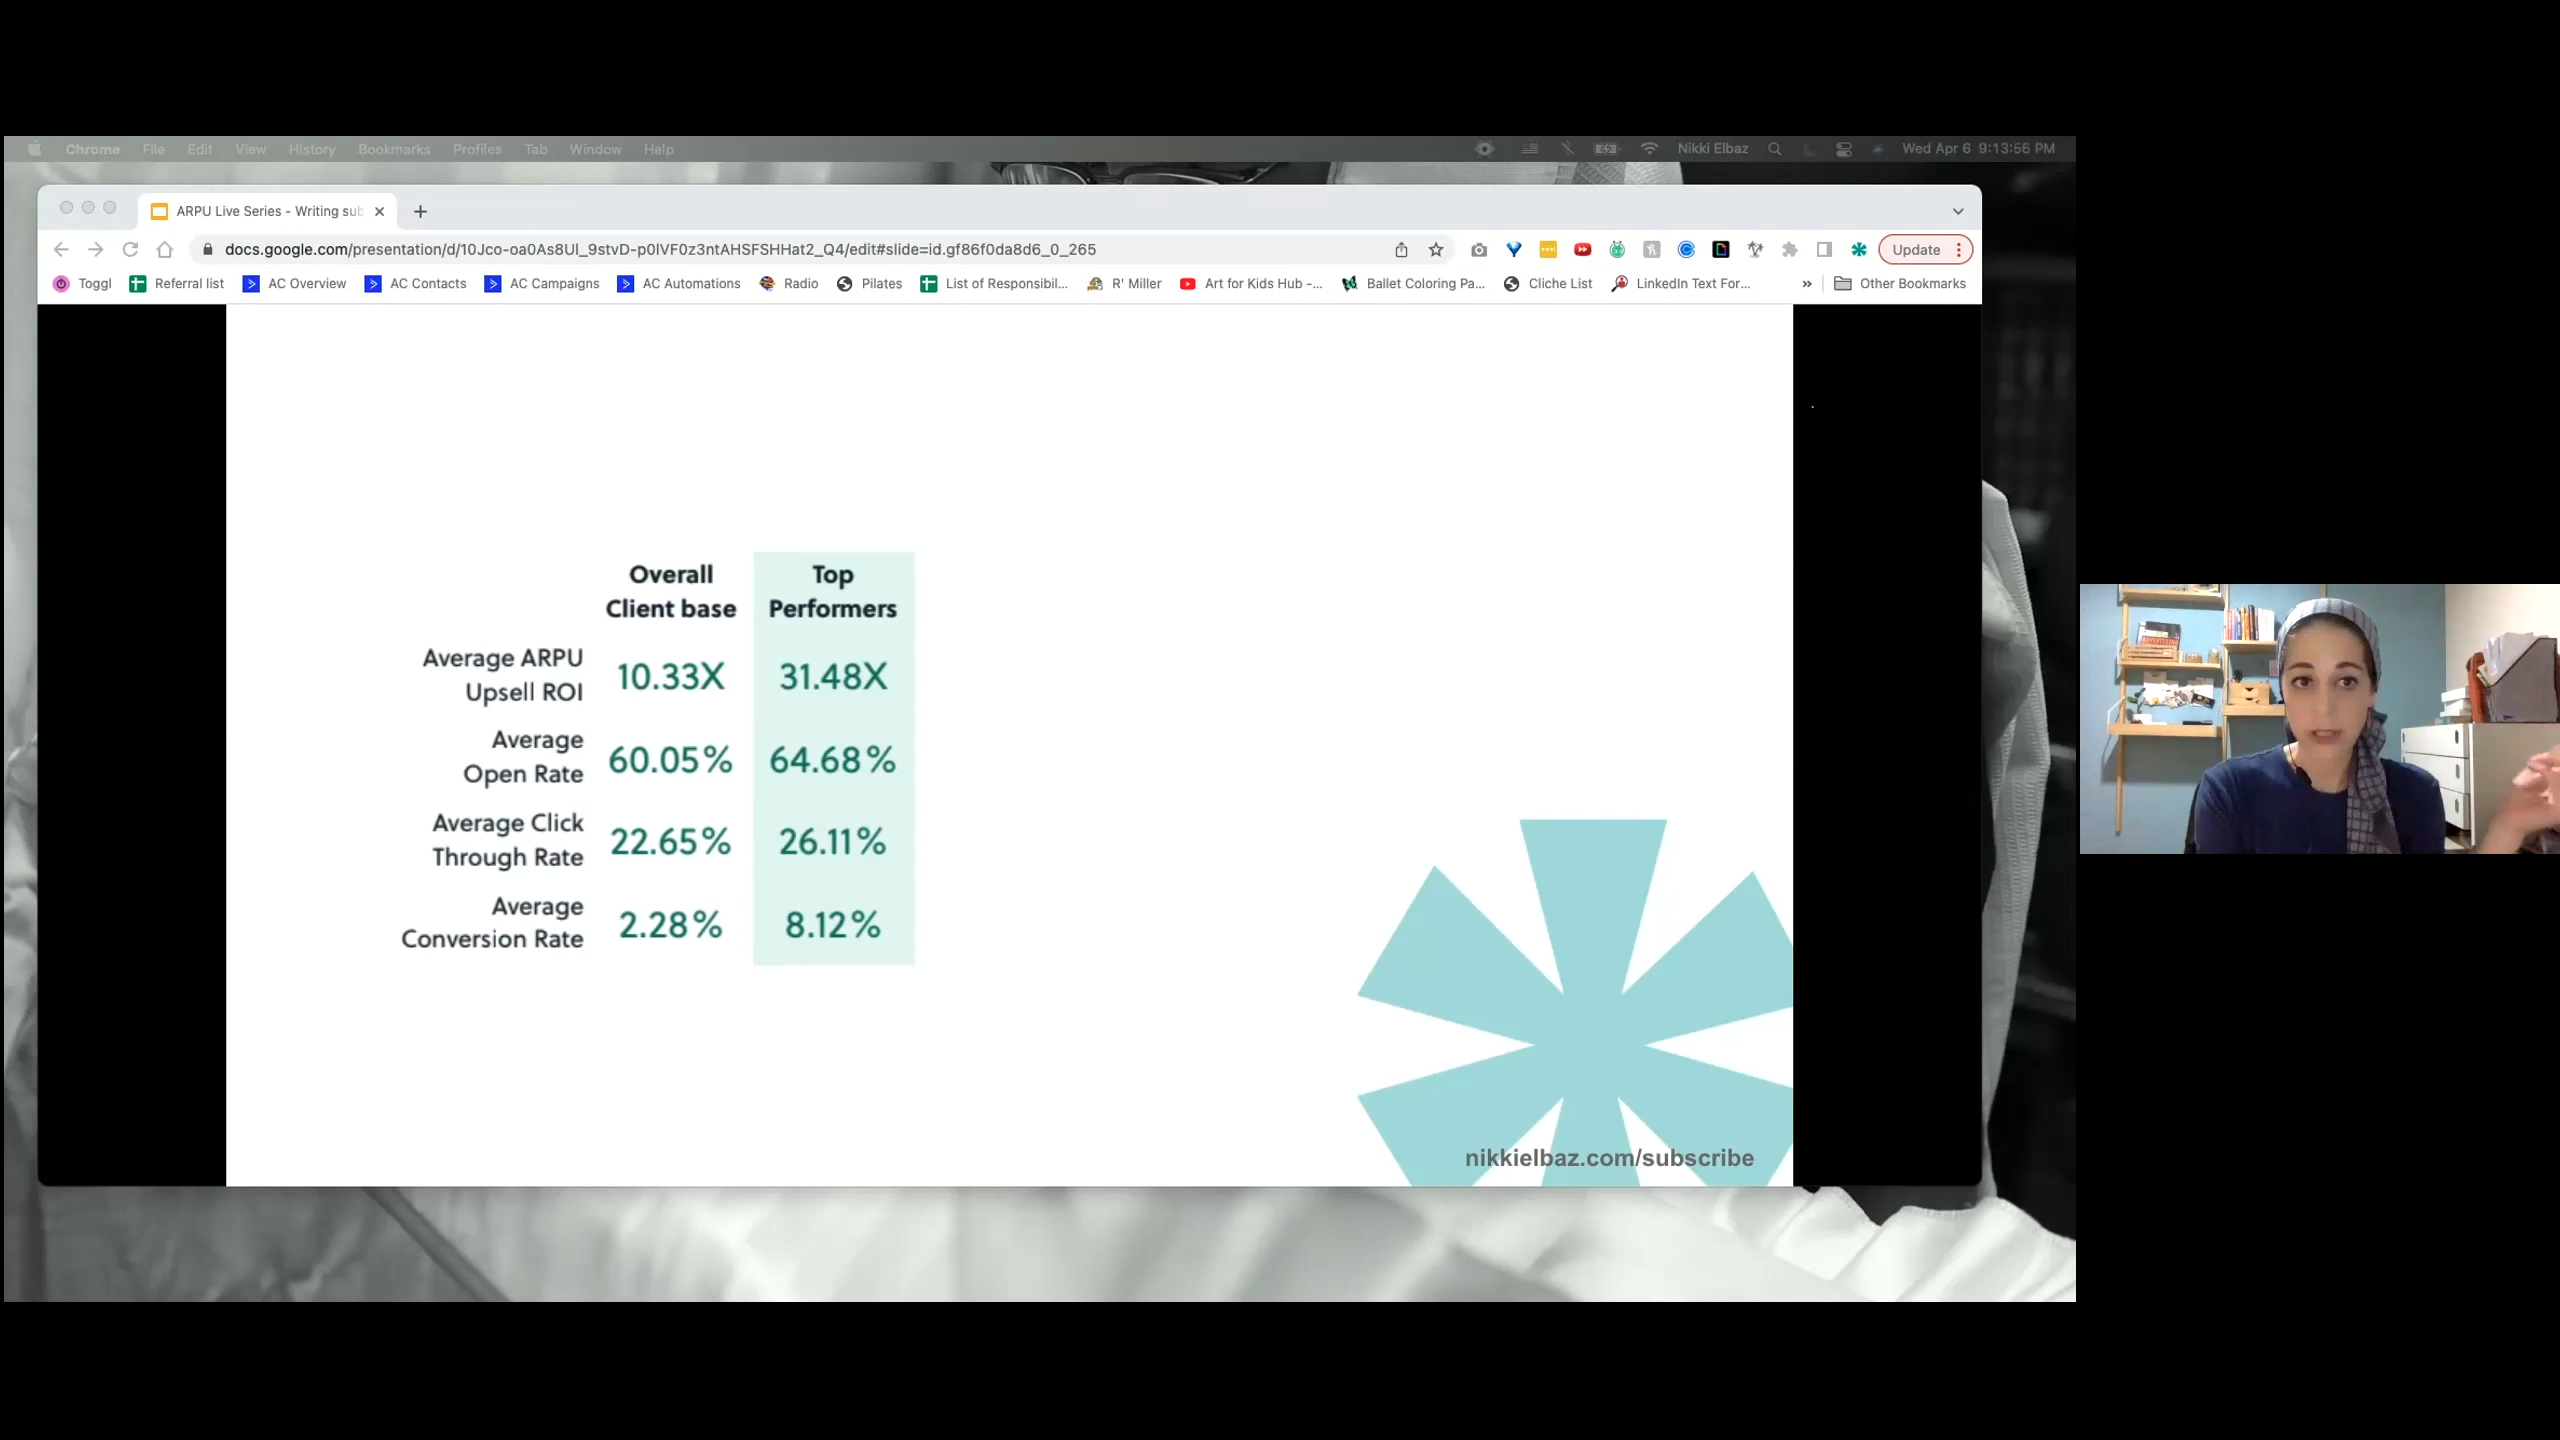 Chrome File Edit View History Bookmarks Profiles Tab Window Help Nikki Elbaz Wed Apr 6 9:13:56 PM
ARPU Live Series - Writing sub
docs.google.com/presentation/d/10Jco-oa0As8Ul_9stvD-p0lVF0z3ntAHSFSHHat2_Q4/edit#slide=id.gf86f0da8d6_0_265 Update
Toggl Referral list AC Overview AC Contacts AC Campaigns AC Automations Radio Pilates List of Responsibil... R' Miller Art for Kids Hub -... Ballet Coloring Pa... Cliche List LinkedIn Text For... » Other Bookmarks
Overall Top
Client base Performers
Average ARPU
Upsell ROI 10.33X 31.48X
Average
Open Rate 60.05% 64.68%
Average Click
Through Rate 22.65% 26.11%
Average
Conversion Rate 2.28% 8.12%
nikkielbaz.com/subscribe